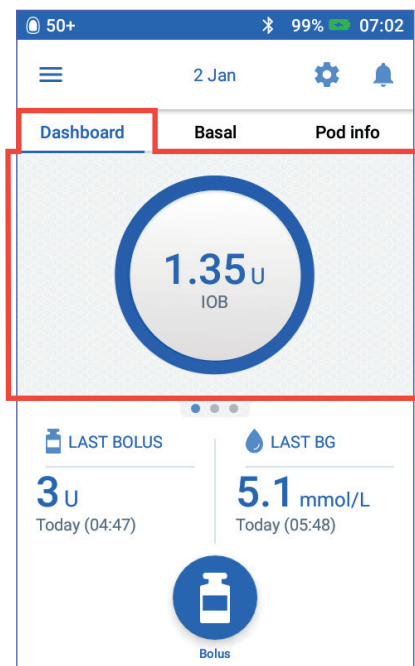 50+ 99% 07:02
2 Jan
Dashboard Basal Pod info
1.35 U
IOB
LAST BOLUS LAST BG
3 U 5.1 mmol/L
Today (04:47) Today (05:48)
Bolus